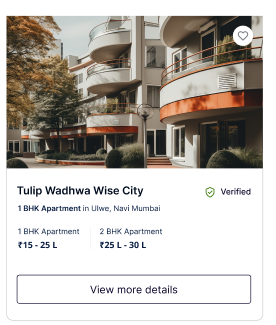 Tulip Wadhwa Wise City
Verified
1 BHK Apartment in Ulwe, Navi Mumbai
1 BHK Apartment
2 BHK Apartment
₹15 - 25 L
₹25 L - 30 L
View more details